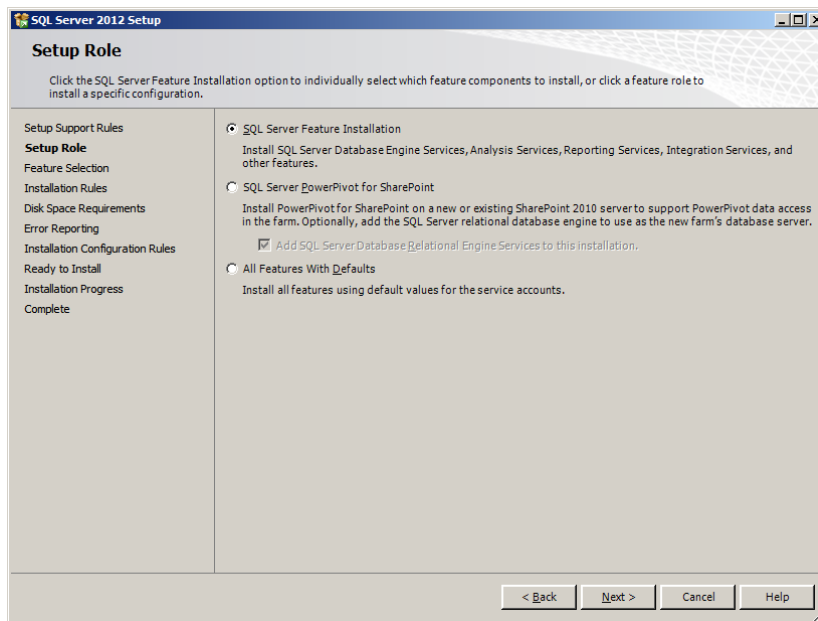 SQL Server 2012 Setup
Setup Role
Click the SQL Server Feature Installation option to individually select which feature components to install, or click a feature role to
install a specific configuration.
Setup Support Rules
Setup Role
Feature Selection
Installation Rules
Disk Space Requirements
Error Reporting
Installation Configuration Rules
Ready to Install
Installation Progress
Complete
SQL Server Feature Installation
Install SQL Server Database Engine Services, Analysis Services, Reporting Services, Integration Services, and
other features.
SQL Server PowerPivot for SharePoint
Install PowerPivot for SharePoint on a new or existing SharePoint 2010 server to support PowerPivot data access
in the farm. Optionally, add the SQL Server relational database engine to use as the new farm's database server.
Add SQL Server Database Relational Engine Services to this installation.
All Features With Defaults
Install all features using default values for the service accounts.
< Back Next > Cancel Help